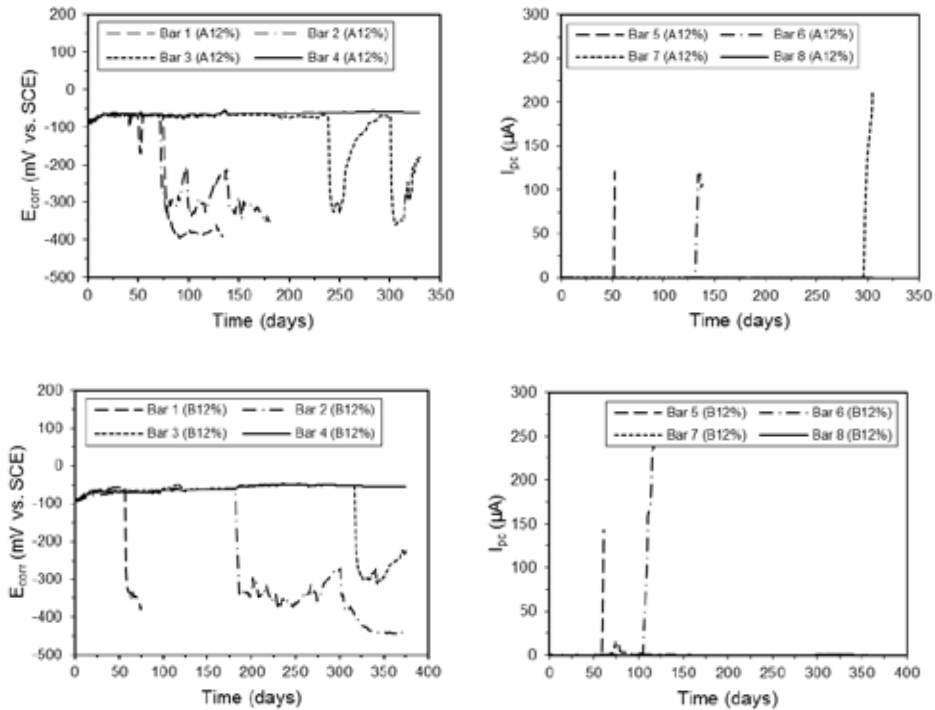 200
100
0
-100
-200
-300
-400
-500
E_corr (mV vs. SCE)
Bar 1 (A12%) Bar 2 (A12%)
Bar 3 (A12%) Bar 4 (A12%)
0 50 100 150 200 250 300 350
Time (days)
300
250
200
150
100
50
0
I_pc (µA)
Bar 5 (A12%) Bar 6 (A12%)
Bar 7 (A12%) Bar 8 (A12%)
0 50 100 150 200 250 300 350
Time (days)
200
100
0
-100
-200
-300
-400
-500
E_corr (mV vs. SCE)
Bar 1 (B12%) Bar 2 (B12%)
Bar 3 (B12%) Bar 4 (B12%)
0 50 100 150 200 250 300 350 400
Time (days)
300
250
200
150
100
50
0
I_pc (µA)
Bar 5 (B12%) Bar 6 (B12%)
Bar 7 (B12%) Bar 8 (B12%)
0 50 100 150 200 250 300 350 400
Time (days)